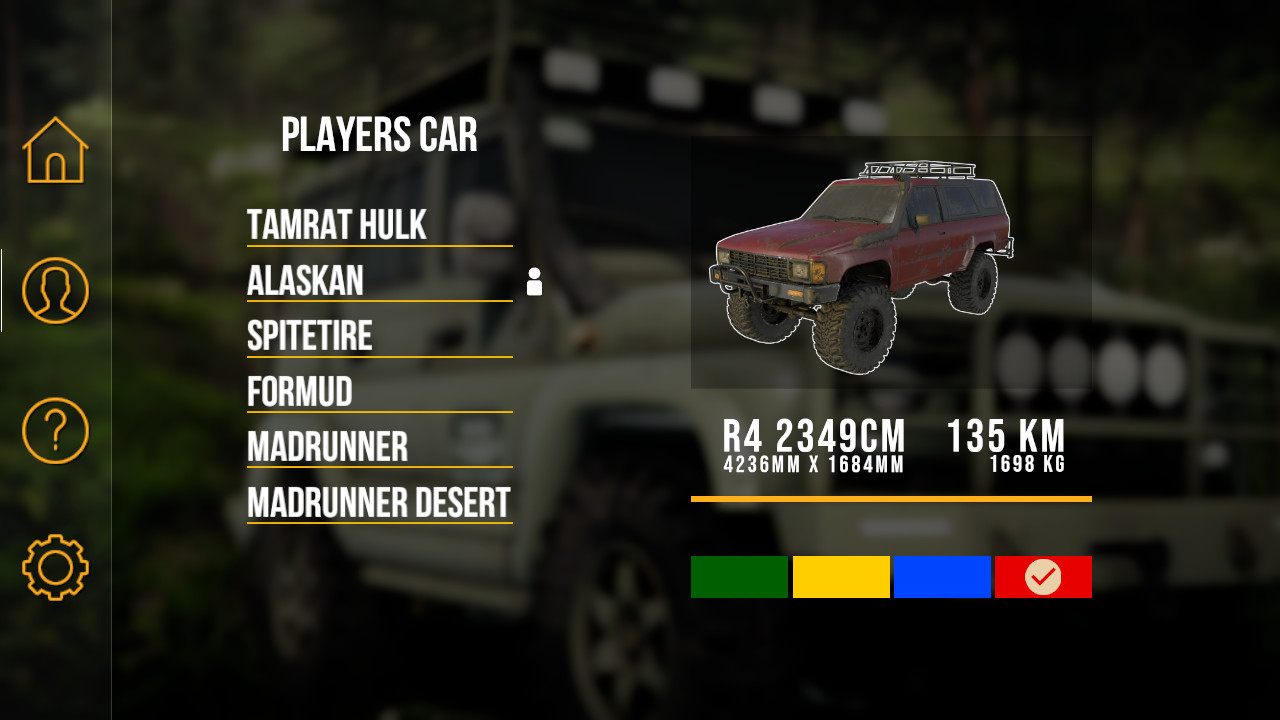 PLAYERS CAR
TAMRAT HULK
ALASKAN
SPITETIRE
FORMUD
MADRUNNER
MADRUNNER DESERT
R4 2349CM 135 KM
4236MM X 1684MM 1698 KG
?